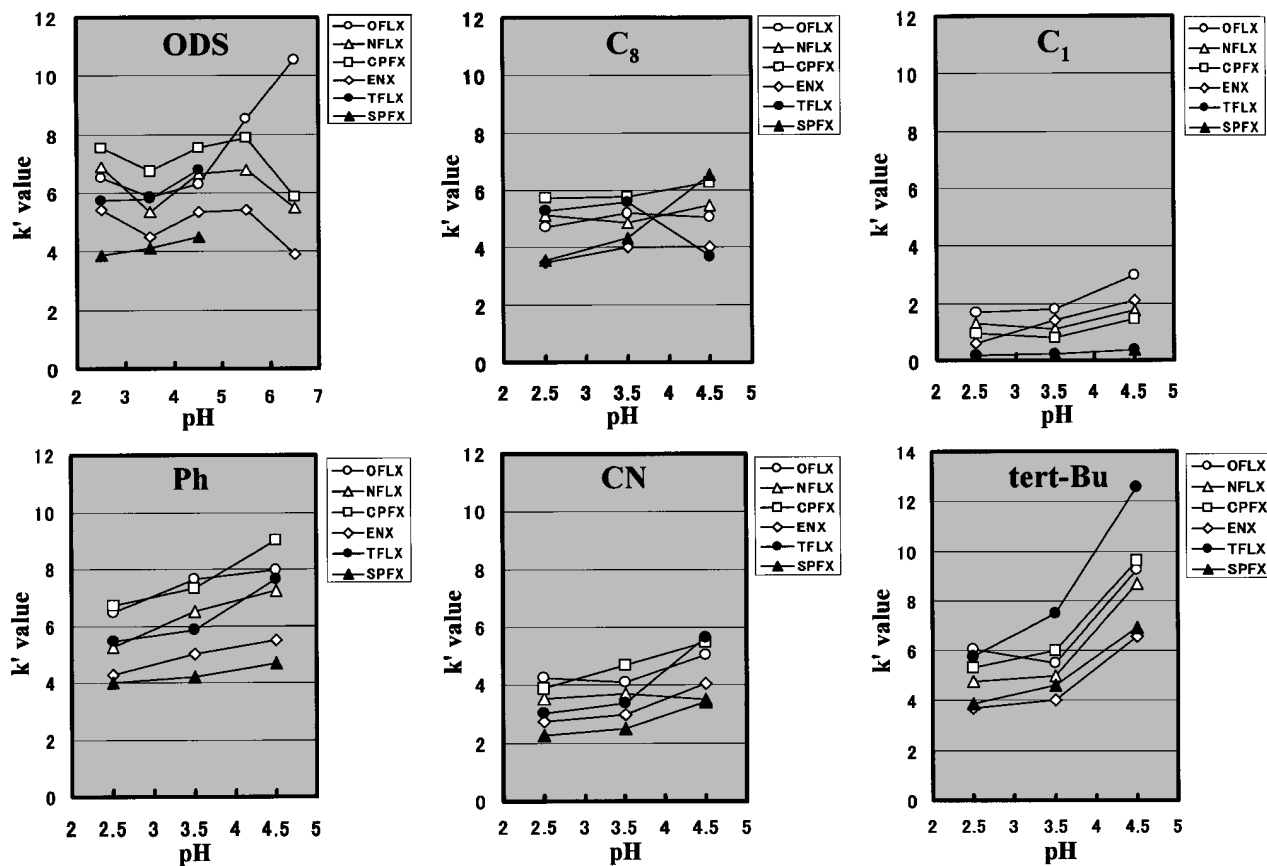 ODS
12
10
8
6
4
2
0
k' value
2 3 4 5 6 7
pH
OFLX
NFLX
CPFX
ENX
TFLX
SPFX
C8
12
10
8
6
4
2
0
k' value
2 2.5 3 3.5 4 4.5 5
pH
OFLX
NFLX
CPFX
ENX
TFLX
SPFX
C1
12
10
8
6
4
2
0
k' value
2 2.5 3 3.5 4 4.5 5
pH
OFLX
NFLX
CPFX
ENX
TFLX
SPFX
Ph
12
10
8
6
4
2
0
k' value
2 2.5 3 3.5 4 4.5 5
pH
OFLX
NFLX
CPFX
ENX
TFLX
SPFX
CN
12
10
8
6
4
2
0
k' value
2 2.5 3 3.5 4 4.5 5
pH
OFLX
NFLX
CPFX
ENX
TFLX
SPFX
tert-Bu
14
12
10
8
6
4
2
0
k' value
2 2.5 3 3.5 4 4.5 5
pH
OFLX
NFLX
CPFX
ENX
TFLX
SPFX